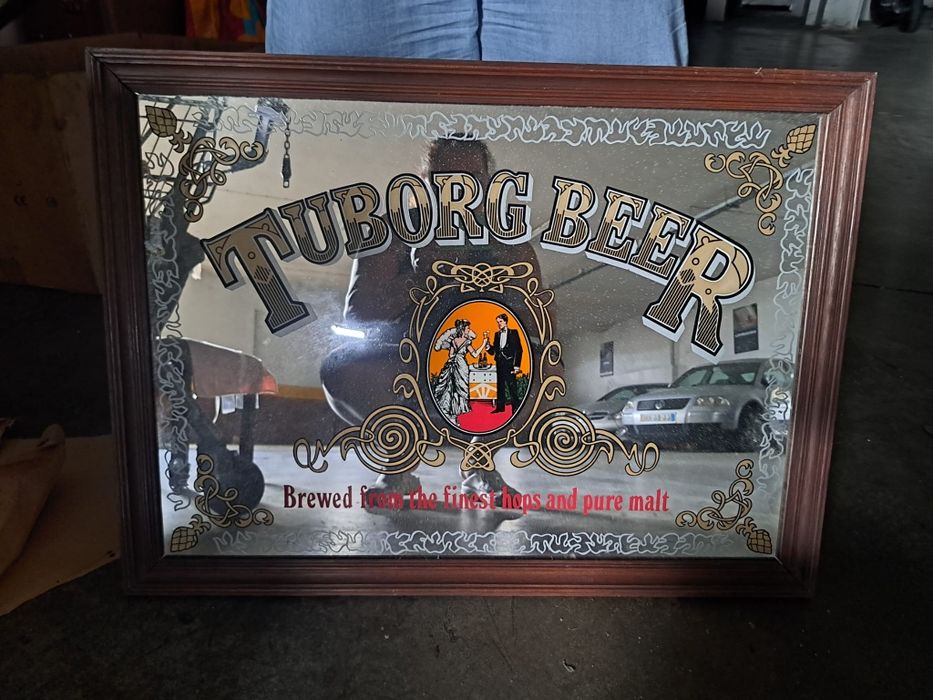 TUBORG BEER
Brewed from the finest hops and pure malt